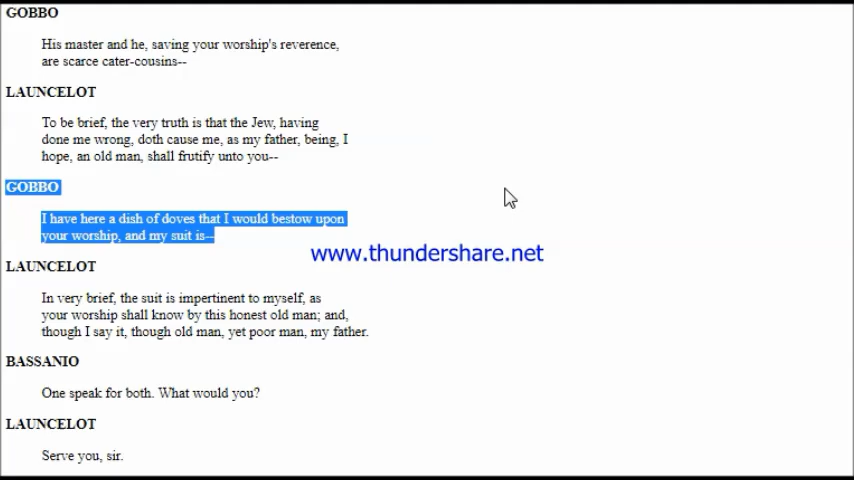 GOBBO
His master and he, saving your worship's reverence,
are scarce cater-cousins--
LAUNCELOT
To be brief, the very truth is that the Jew, having
done me wrong, doth cause me, as my father, being, I
hope, an old man, shall frutify unto you--
GOBBO
I have here a dish of doves that I would bestow upon
your worship, and my suit is--
www.thundershare.net
LAUNCELOT
In very brief, the suit is impertinent to myself, as
your worship shall know by this honest old man; and,
though I say it, though old man, yet poor man, my father.
BASSANIO
One speak for both. What would you?
LAUNCELOT
Serve you, sir.